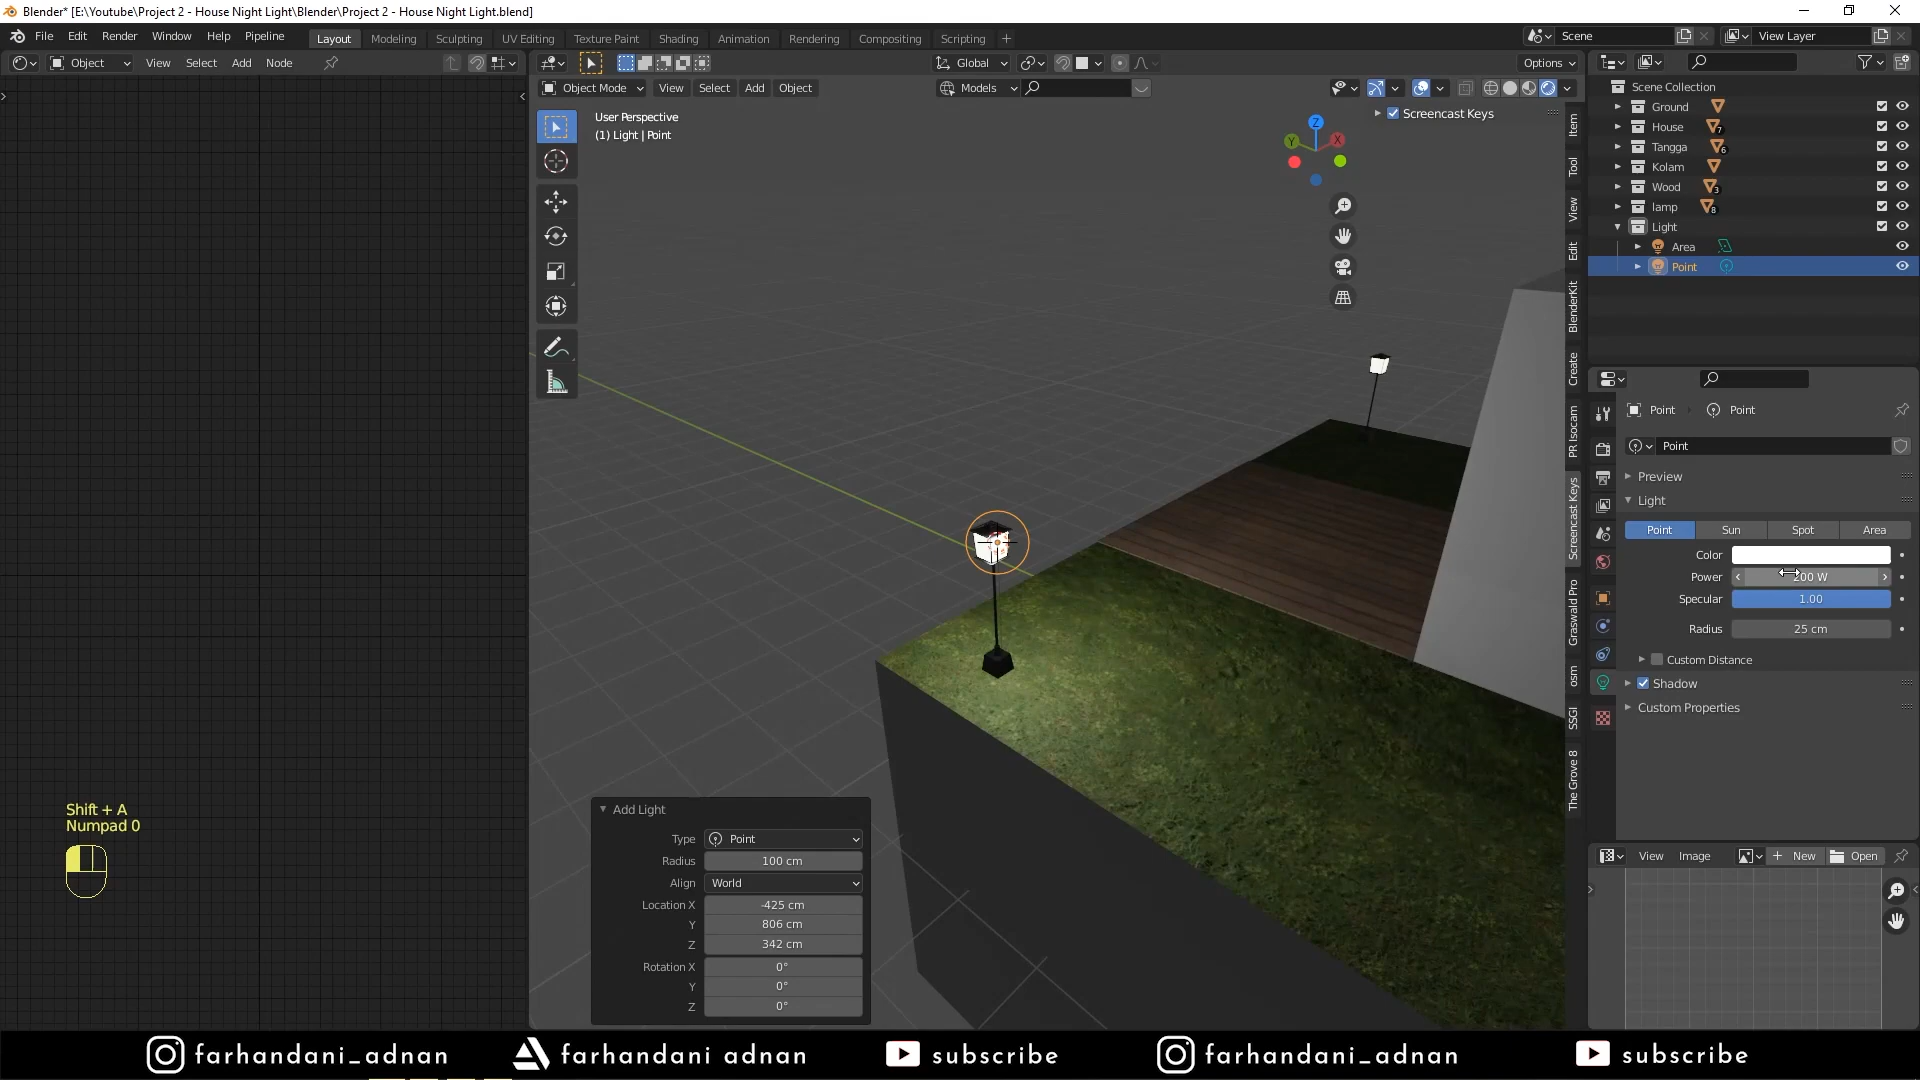 Blender* [E:\Youtube\Project 2 - House Night Light\Blender\Project 2 - House Night Light.blend]
File Edit Render Window Help Pipeline Layout Modeling Sculpting UV Editing Texture Paint Shading Animation Rendering Compositing Scripting + Scene View Layer
Object View Select Add Node Global Options
Object Mode View Select Add Object Models
User Perspective
(1) Light | Point
Screencast Keys
Z
Y
X
Item
Tool
View
Edit
BlenderKit
Create
PR Isocam
Screencast Keys
Graswald Pro
osm
SSGI
The Grove 8
Scene Collection
Ground
House 7
Tangga 6
Kolam
Wood 3
lamp 8
Light
Area
Point
Point Point
Point
Preview
Light
Point Sun Spot Area
Color
Power 200 W
Specular 1.00
Radius 25 cm
Custom Distance
Shadow
Custom Properties
Shift + A
Numpad 0
Add Light
Type Point
Radius 100 cm
Align World
Location X -425 cm
Y 806 cm
Z 342 cm
Rotation X 0°
Y 0°
Z 0°
View Image + New Open
farhandani_adnan farhandani adnan subscribe farhandani_adnan subscribe